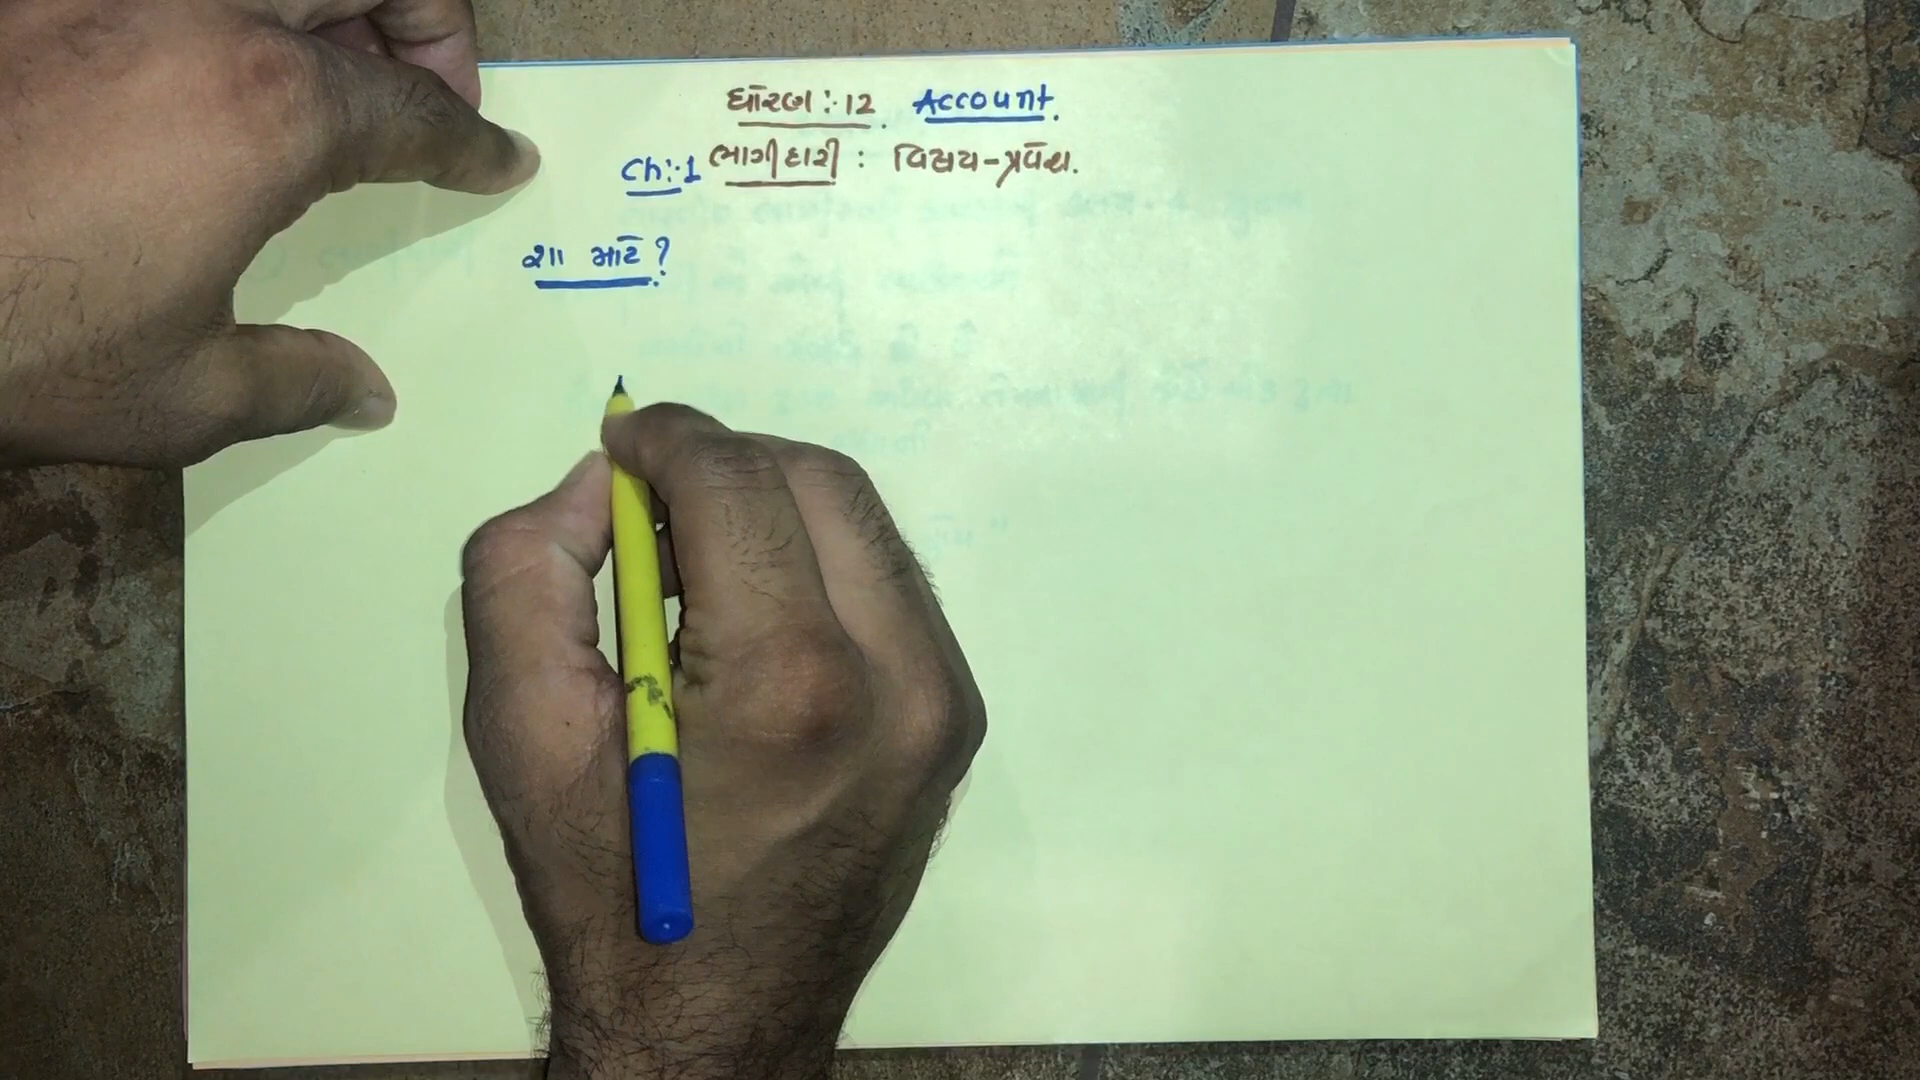 ધોરણ :- 12. Account.
Ch:-1 ભાગીદારી : વિષય-પ્રવેશ.
શા માટે ?